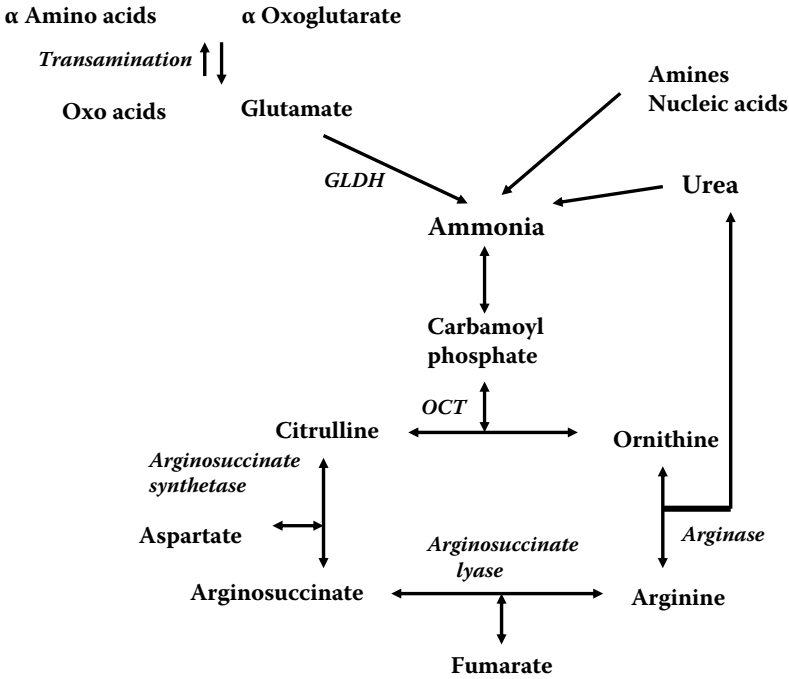 α Amino acids
α Oxoglutarate
Transamination
Oxo acids
Glutamate
Amines
Nucleic acids
GLDH
Urea
Ammonia
Carbamoyl
phosphate
OCT
Citrulline
Ornithine
Arginosuccinate
synthetase
Aspartate
Arginase
Arginosuccinate
lyase
Arginosuccinate
Arginine
Fumarate